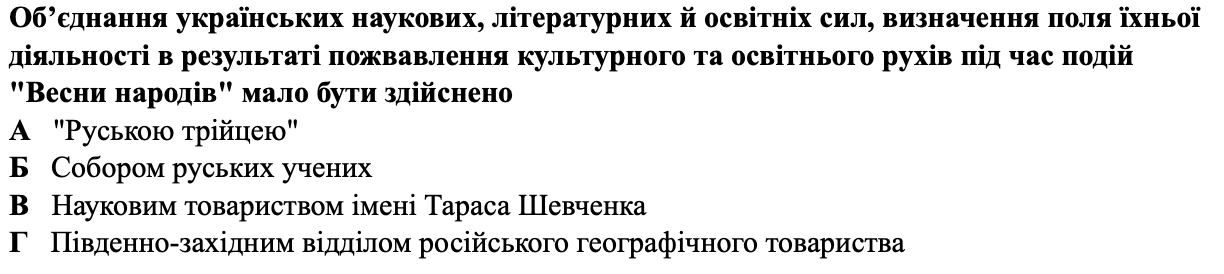 Об’єднання українських наукових, літературних й освітніх сил, визначення поля їхньої
діяльності в результаті пожвавлення культурного та освітнього рухів під час подій
"Весни народів" мало бути здійснено
А "Руською трійцею"
Б Собором руських учених
В Науковим товариством імені Тараса Шевченка
Г Південно-західним відділом російського географічного товариства